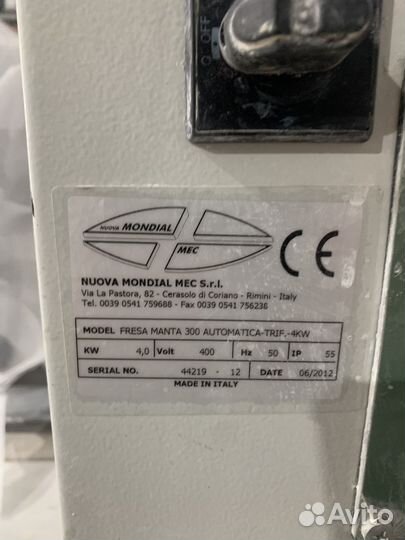 O OFF
NUOVA MONDIAL
MEC
CE
NUOVA MONDIAL MEC S.r.l.
Via La Pastora, 82 - Cerasolo di Coriano - Rimini - Italy
Tel. 0039 0541 759688 - Fax 0039 0541 756238
MODEL FRESA MANTA 300 AUTOMATICA-TRIF.-4KW
KW 4,0 Volt 400 Hz 50 IP 55
SERIAL NO. 44219 - 12 DATE 06/2012
MADE IN ITALY
Avito